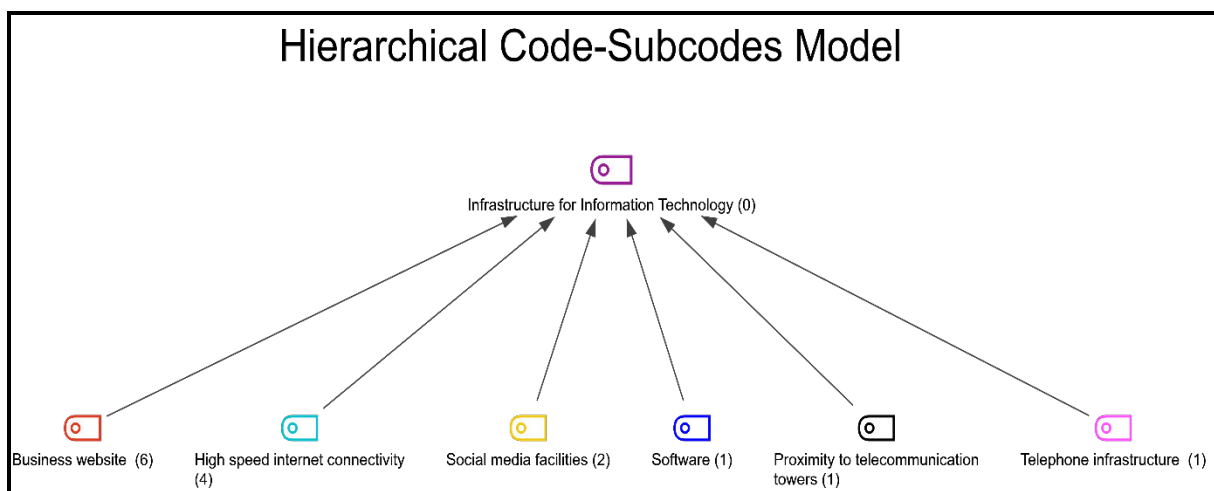 Hierarchical Code-Subcodes Model
Infrastructure for Information Technology (0)
Business website (6)
High speed internet connectivity
(4)
Social media facilities (2)
Software (1)
Proximity to telecommunication
towers (1)
Telephone infrastructure (1)